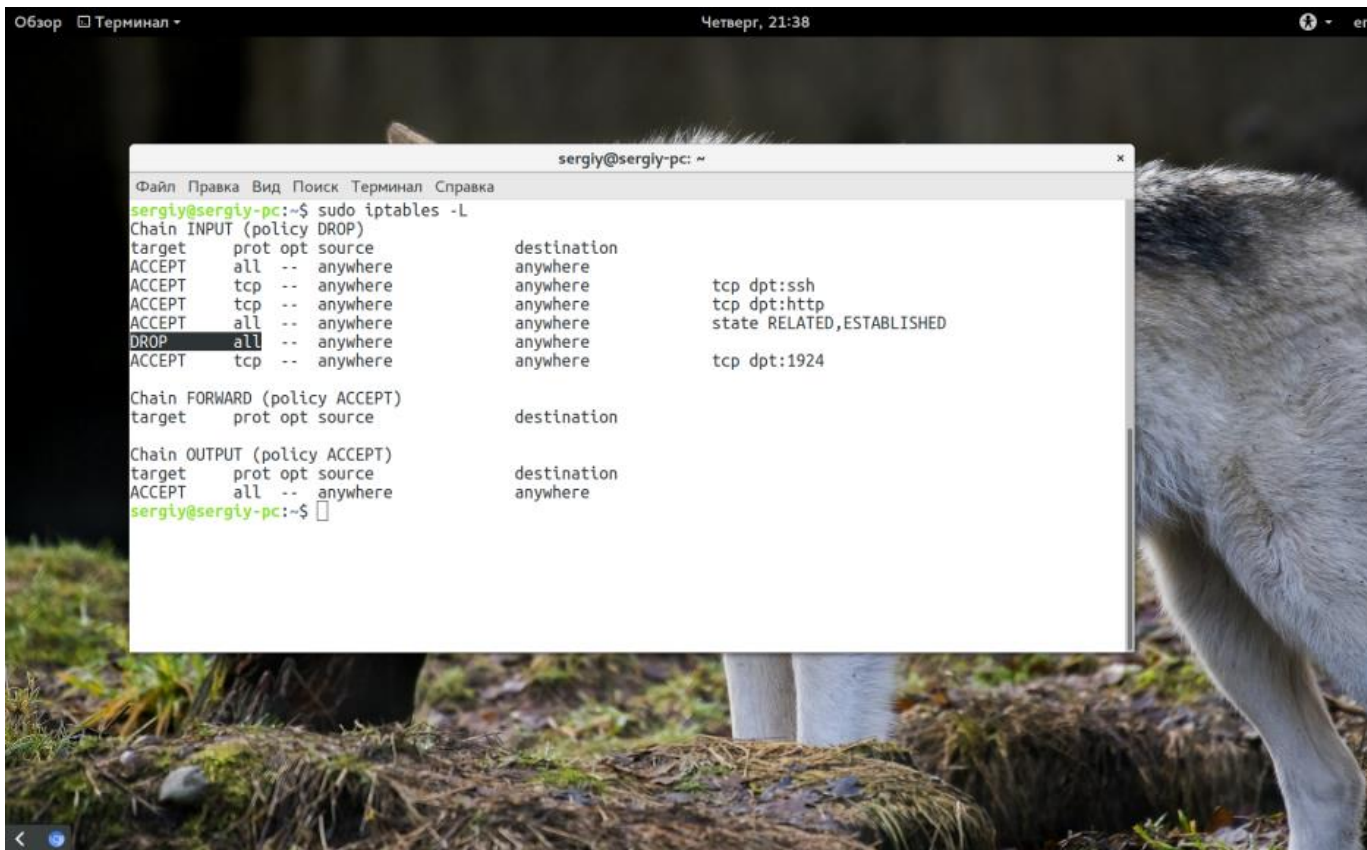 Обзор Терминал Четверг, 21:38
sergiy@sergiy-pc: ~ ×
Файл Правка Вид Поиск Терминал Справка
sergiy@sergiy-pc:~$ sudo iptables -L
Chain INPUT (policy DROP)
target prot opt source destination
ACCEPT all -- anywhere anywhere
ACCEPT tcp -- anywhere anywhere tcp dpt:ssh
ACCEPT tcp -- anywhere anywhere tcp dpt:http
ACCEPT all -- anywhere anywhere state RELATED,ESTABLISHED
DROP all -- anywhere anywhere
ACCEPT tcp -- anywhere anywhere tcp dpt:1924
Chain FORWARD (policy ACCEPT)
target prot opt source destination
Chain OUTPUT (policy ACCEPT)
target prot opt source destination
ACCEPT all -- anywhere anywhere
sergiy@sergiy-pc:~$